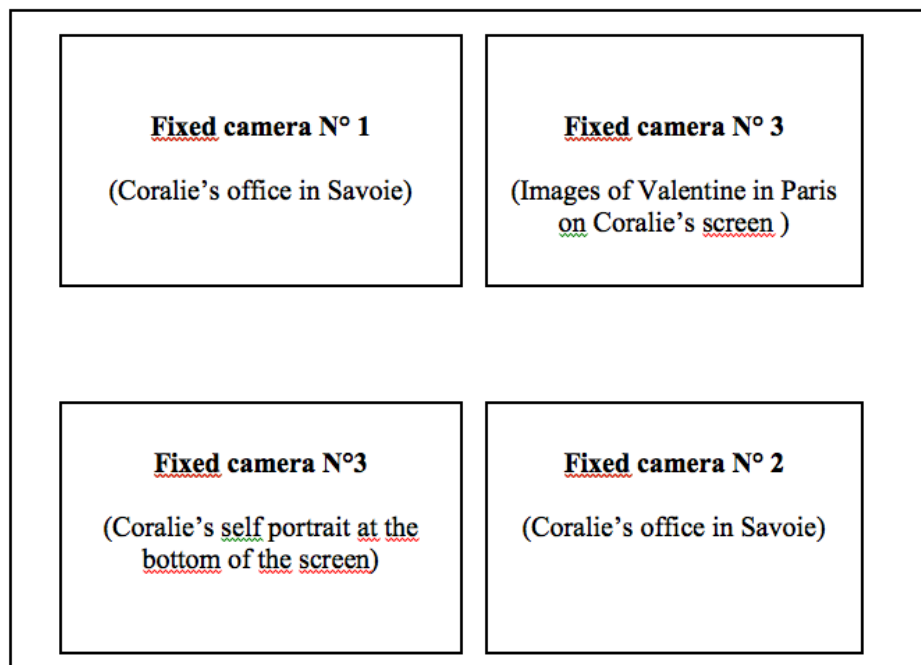 Fixed camera N° 1
(Coralie's office in Savoie)
Fixed camera N° 3
(Images of Valentine in Paris
on Coralie's screen )
Fixed camera N°3
(Coralie's self portrait at the
bottom of the screen)
Fixed camera N° 2
(Coralie's office in Savoie)